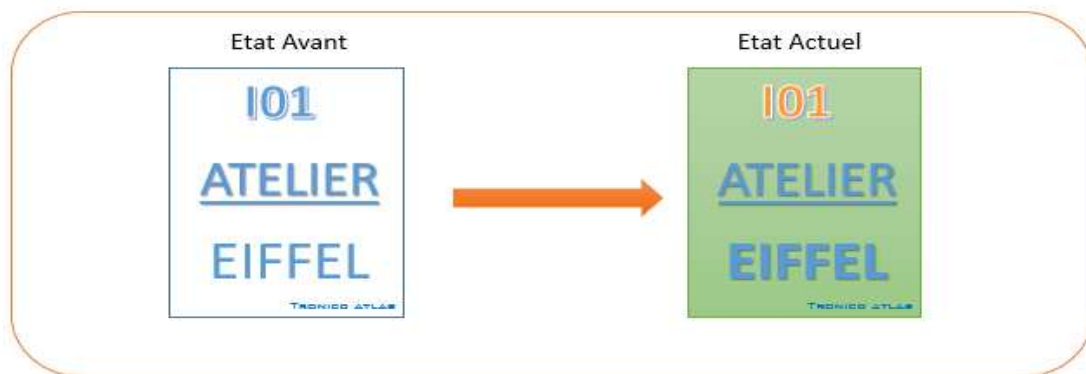 Etat Avant
I01
ATELIER
EIFFEL
TRONICO ATLAS
Etat Actuel
I01
ATELIER
EIFFEL
TRONICO ATLAS